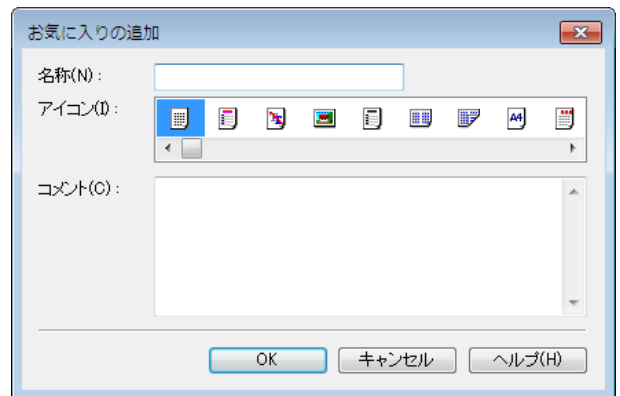 お気に入りの追加
名称(N)：
アイコン(I)：
A4
コメント(C)：
OK キャンセル ヘルプ(H)